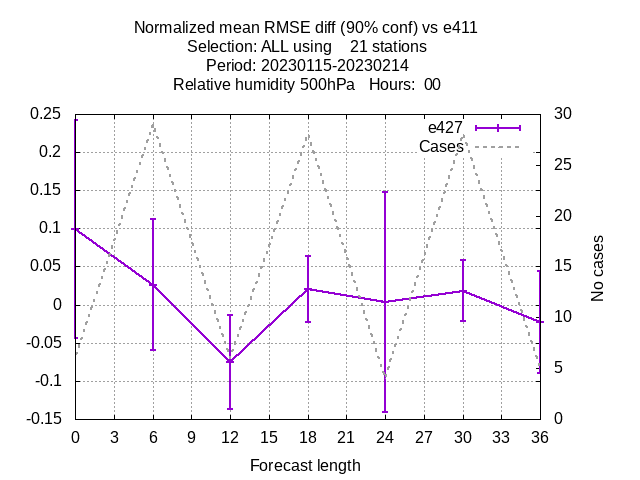 Normalized mean RMSE diff (90% conf) vs e411
Selection: ALL using    21 stations
Period: 20230115-20230214
Relative humidity 500hPa   Hours:  00
0.25
0.2
0.15
0.1
0.05
0
-0.05
-0.1
-0.15
e427
Cases
30
25
20
15
10
5
0
No cases
0 3 6 9 12 15 18 21 24 27 30 33 36
Forecast length